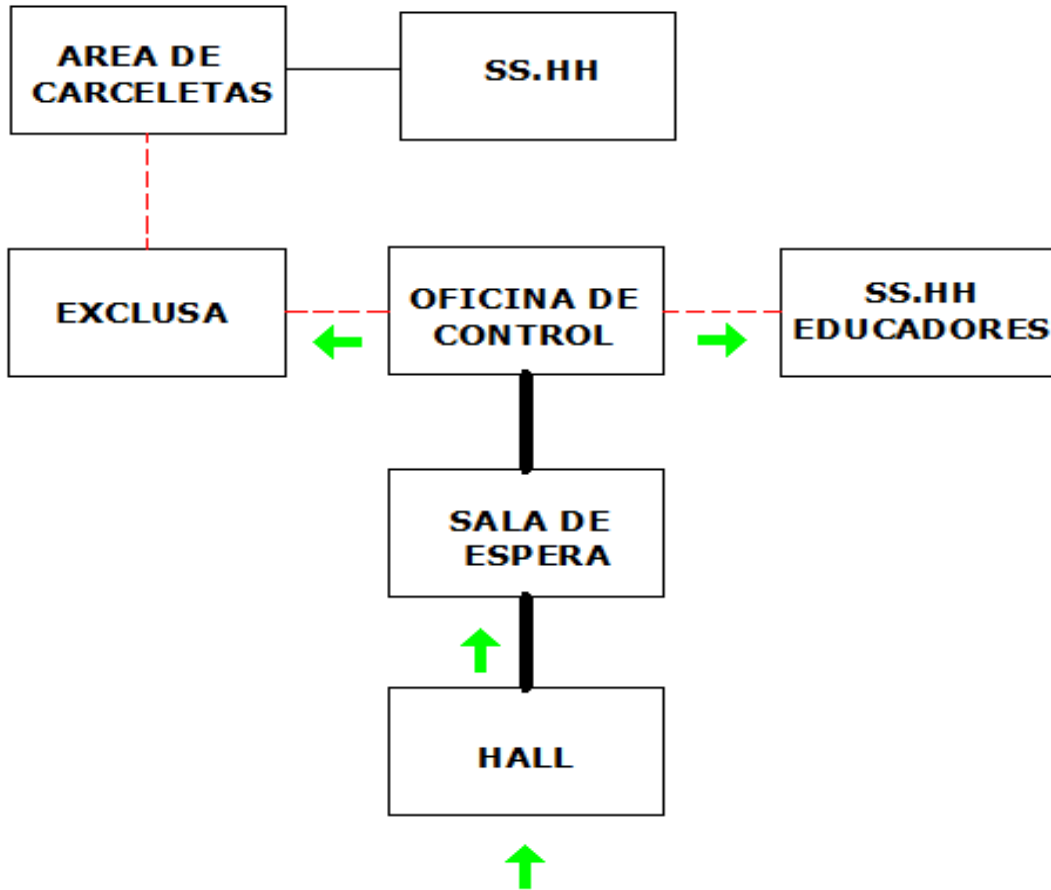 AREA DE
CARCELETAS
SS.HH
EXCLUSA
OFICINA DE
CONTROL
SS.HH
EDUCADORES
SALA DE
ESPERA
HALL